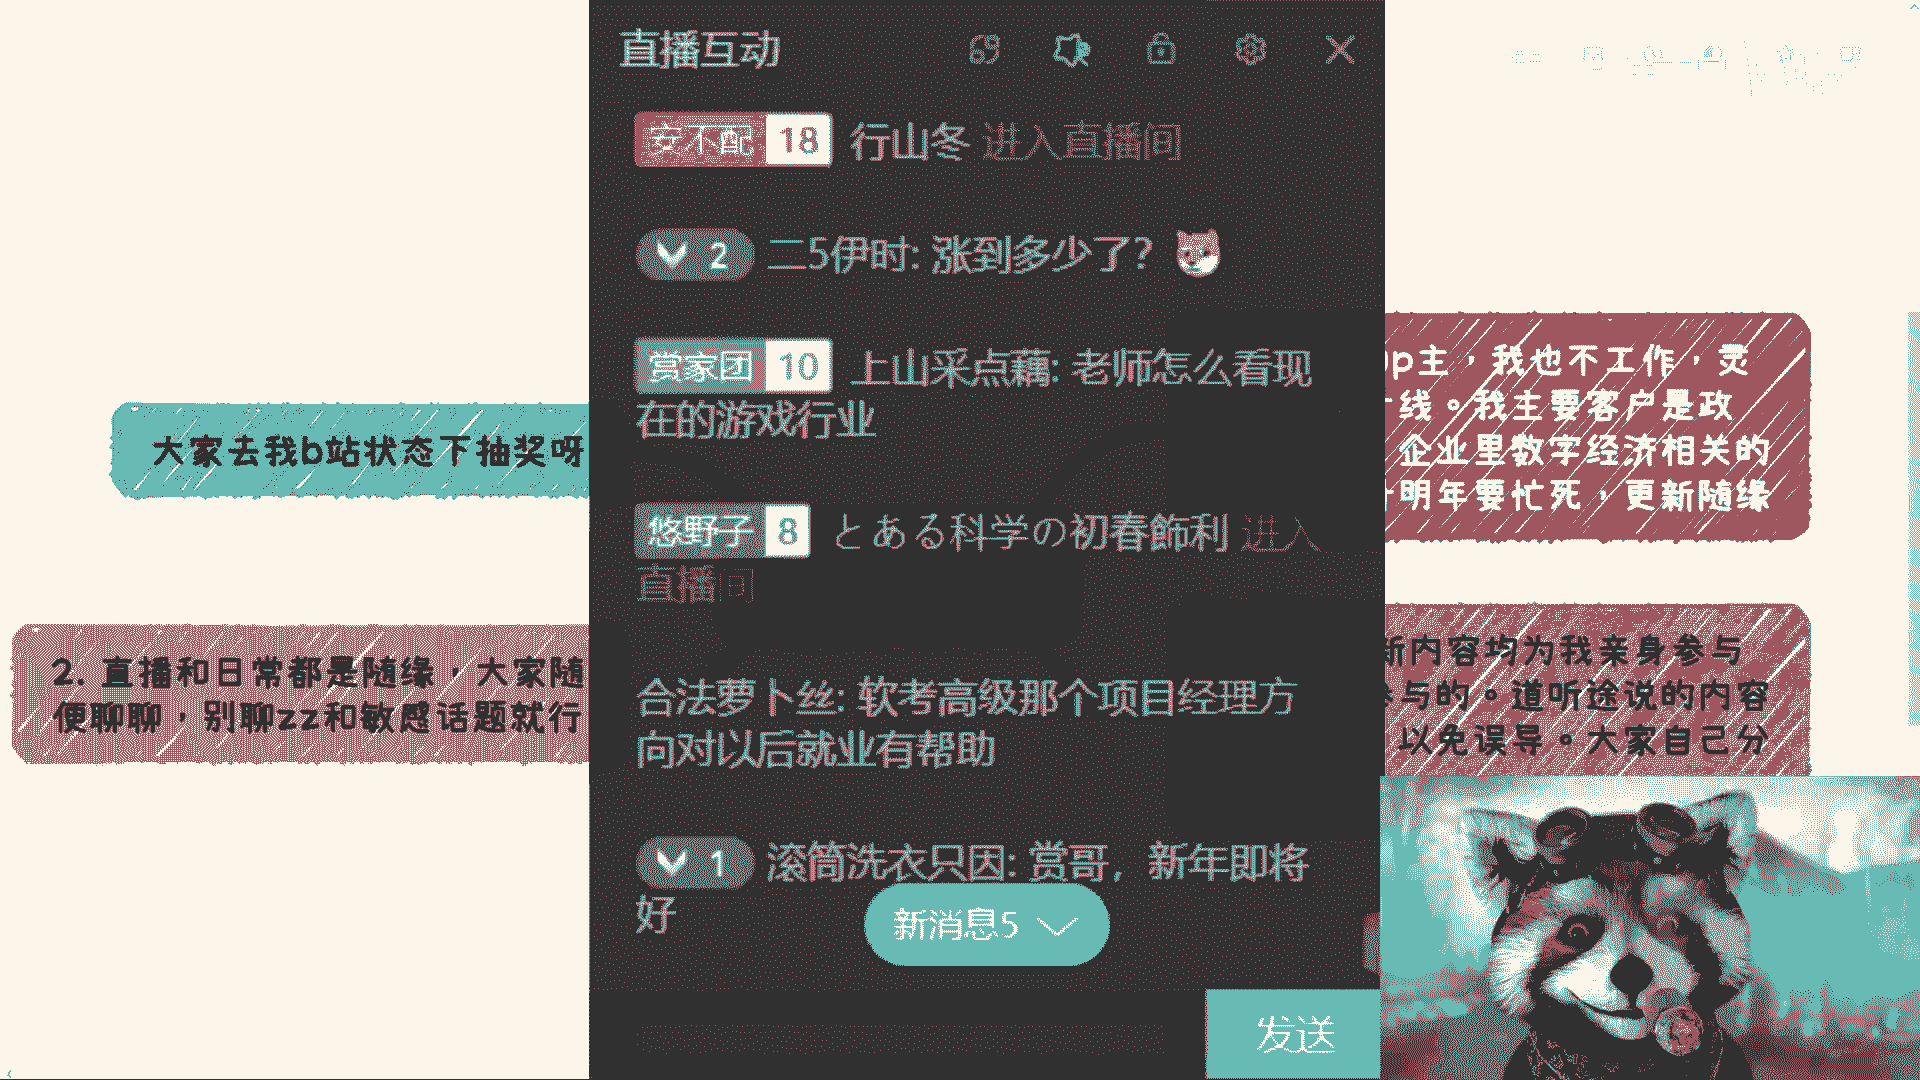 直播互动
安不配 18 行山冬 进入直播间
2 二5伊时: 涨到多少了?
赏家团 10 上山采点藕: 老师怎么看现
在的游戏行业
悠野子 8 とある科学の初春飾利 进入
直播间
合法萝卜丝: 软考高级那个项目经理方
向对以后就业有帮助
1 滚筒洗衣只因: 赏哥，新年即将
好
新消息5
发送
大家去我b站状态下抽奖呀
2. 直播和日常都是随缘，大家随
便聊聊，别聊zz和敏感话题就行
p主，我也不工作，灵
线。我主要客户是政
企业里数字经济相关的
明年要忙死，更新随缘
新内容均为我亲身参与
参与的。道听途说的内容
以免误导。大家自己分